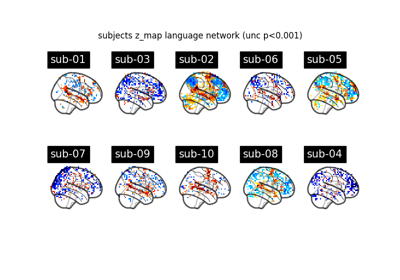 subjects z_map language network (unc p<0.001)
sub-01 sub-03 sub-02 sub-06 sub-05
sub-07 sub-09 sub-10 sub-08 sub-04